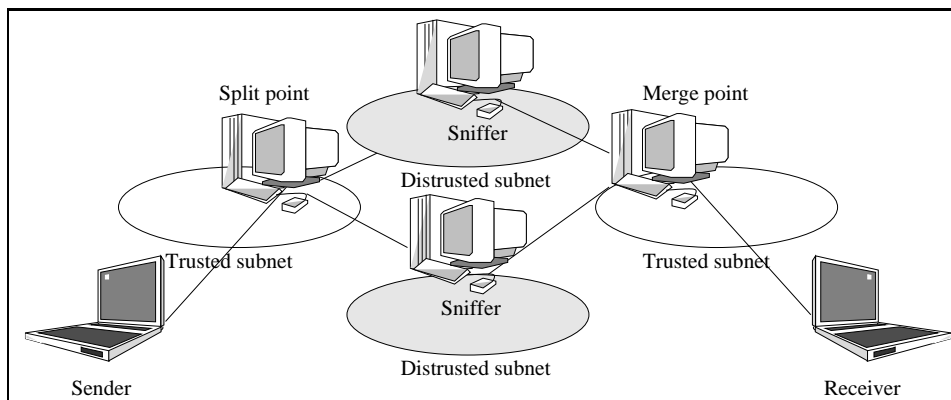 Split point
Merge point
Sniffer
Distrusted subnet
Trusted subnet
Trusted subnet
Sniffer
Distrusted subnet
Sender
Receiver